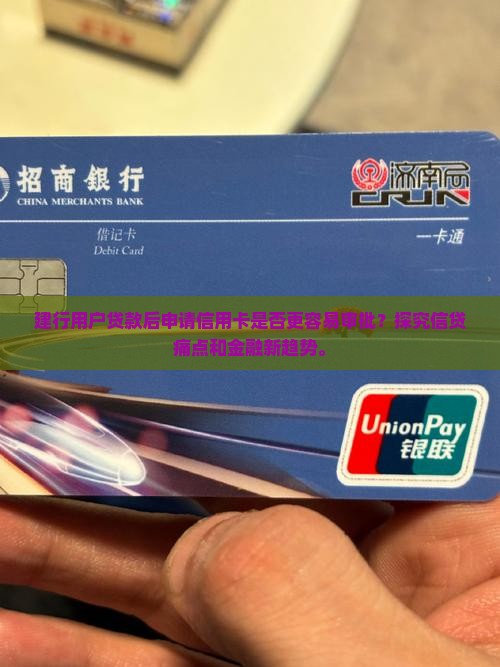 招商銀行
CHINA MERCHANTS BANK
济南局
借记卡
Debit Card
一卡通
建行用户贷款后申请信用卡是否更容易审批？探究信贷
痛点和金融新趋势。
UnionPay
银联